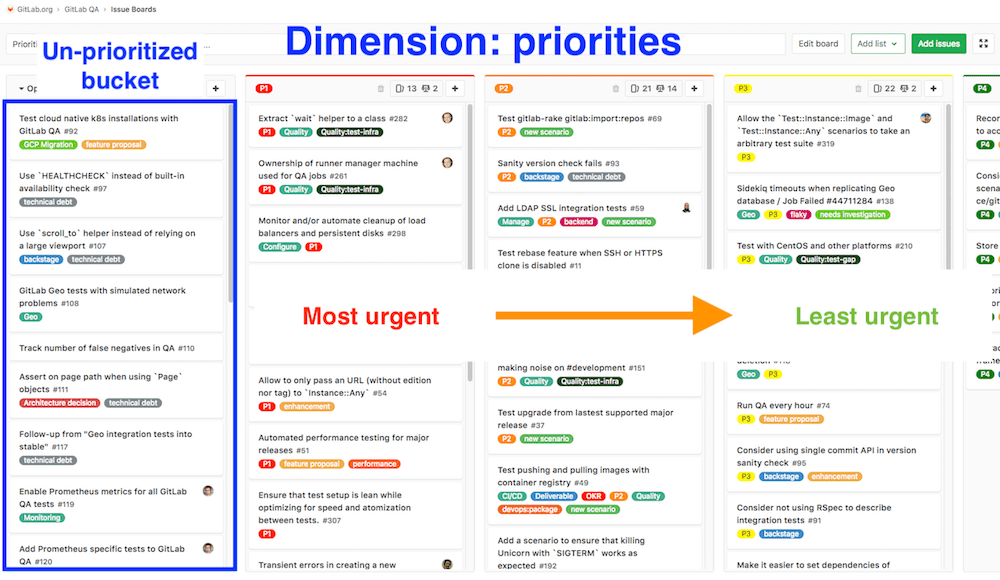 GitLab.org › GitLab QA › Issue Boards
Prioriti
...
Edit board
Add list
Add issues
Dimension: priorities
Un-prioritized
bucket
Op
Test cloud native k8s installations with
GitLab QA #92
GCP Migration feature proposal
Use `HEALTHCHECK` instead of built-in
availability check #97
technical debt
Use `scroll_to` helper instead of relying on
a large viewport #107
backstage technical debt
GitLab Geo tests with simulated network
problems #108
Geo
Track number of false negatives in QA #110
Assert on page path when using `Page`
objects #111
Architecture decision technical debt
Follow-up from "Geo integration tests into
stable" #117
technical debt
Enable Prometheus metrics for all GitLab
QA tests #119
Monitoring
Add Prometheus specific tests to GitLab
QA #120
P1 13 2
Extract `wait` helper to a class #282
P1 Quality Quality:test-infra
Ownership of runner manager machine
used for QA jobs #261
P1 Quality Quality:test-infra
Monitor and/or automate cleanup of load
balancers and persistent disks #298
Configure P1
Most urgent
Allow to only pass an URL (without edition
nor tag) to `Instance::Any` #54
P1 enhancement
Automated performance testing for major
releases #51
P1 feature proposal performance
Ensure that test setup is lean while
optimizing for speed and atomization
between tests. #307
P1
Transient errors in creating a new
P2 21 14
Test gitlab-rake gitlab:import:repos #69
P2 new scenario
Sanity version check fails #93
P2 backstage technical debt
Add LDAP SSL integration tests #59
Manage P2 backend new scenario
Test rebase feature when SSH or HTTPS
clone is disabled #11
making noise on #development #151
P2 Quality Quality:test-infra
Test upgrade from lastest supported major
release #37
P2 new scenario
Test pushing and pulling images with
container registry #49
CI/CD Deliverable OKR P2 Quality
devops:package new scenario
Add a scenario to ensure that killing
Unicorn with `SIGTERM` works as
expected #192
P3 22 2
Allow the `Test::Instance::Image` and
`Test::Instance::Any` scenarios to take an
arbitrary test suite #319
P3
Sidekiq timeouts when replicating Geo
database / Job Failed #44711284 #138
Geo P3 flaky needs investigation
Test with CentOS and other platforms #210
P3 Quality Quality:test-gap
Least urgent
Geo P3
Run QA every hour #74
P3 feature proposal
Consider using single commit API in version
sanity check #95
P3 backstage enhancement
Consider not using RSpec to describe
integration tests #91
P3 backstage
Make it easier to set dependencies of
P4
Recor
to acc
P4
Consid
scena
ce/git
P4
Store
P4
P4